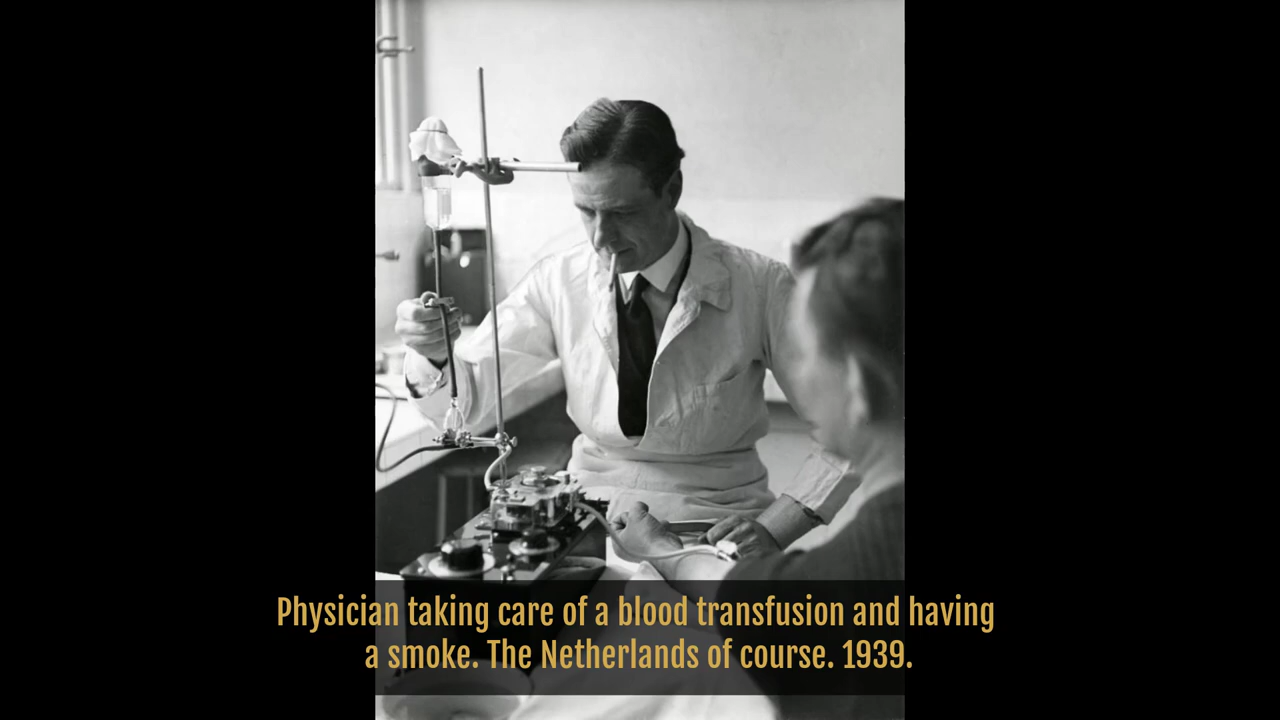 Physician taking care of a blood transfusion and having
a smoke. The Netherlands of course. 1939.